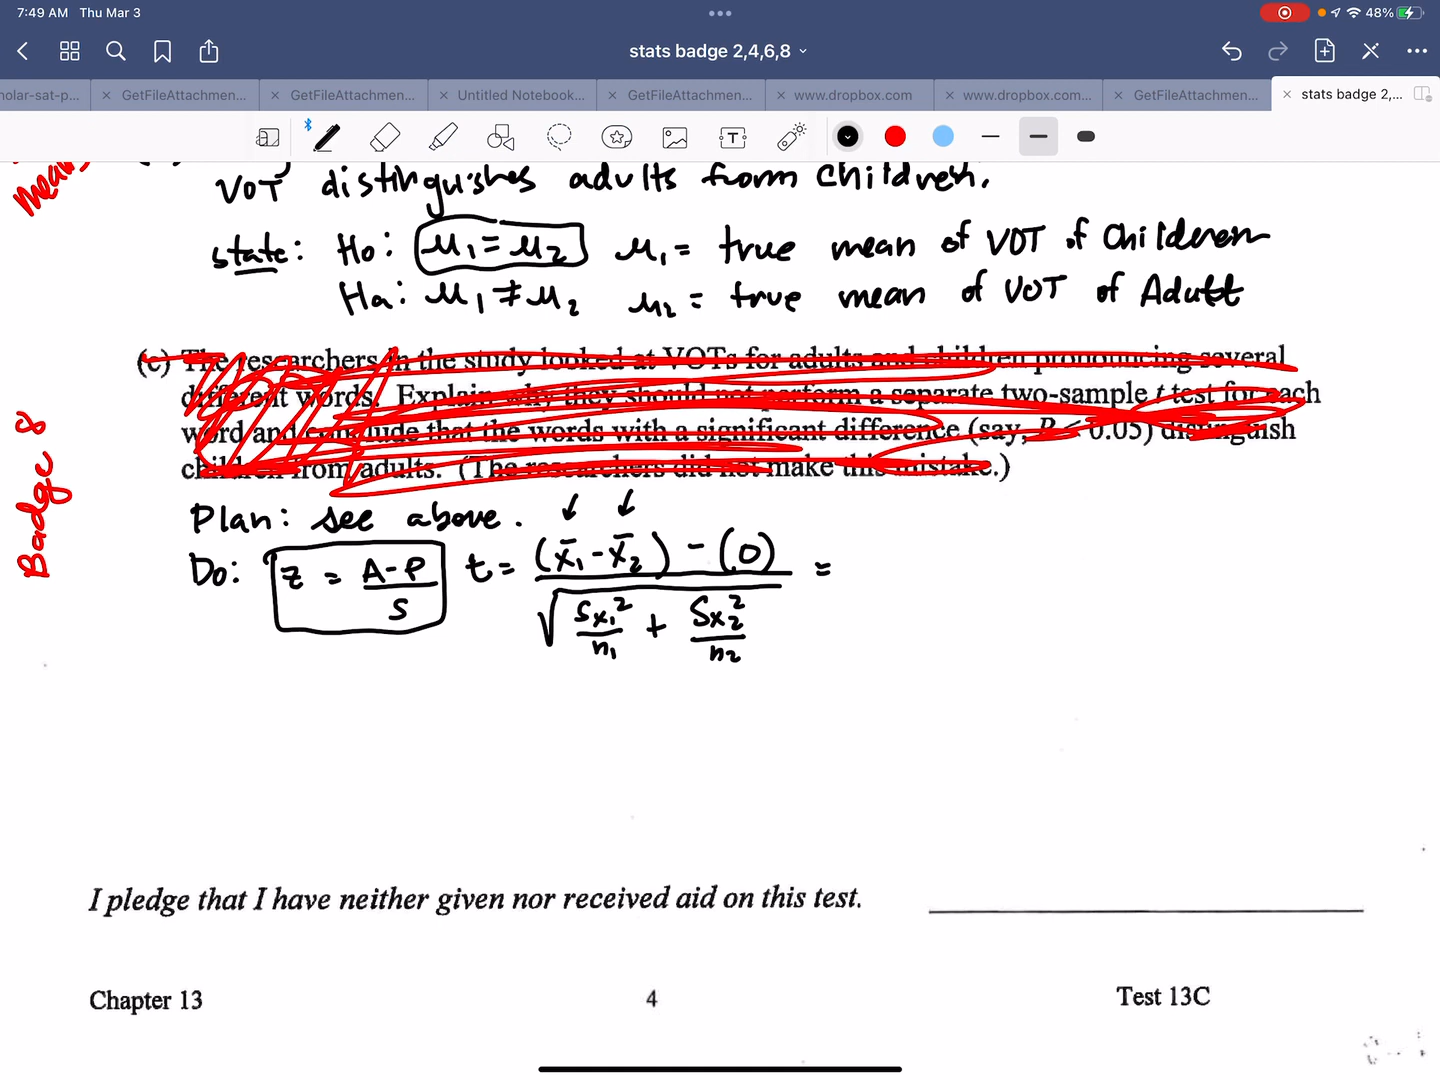 7:49 AM Thu Mar 3
48%
stats badge 2,4,6,8
holar-sat-p...
GetFileAttachmen...
GetFileAttachmen...
Untitled Notebook...
GetFileAttachmen...
www.dropbox.com
www.dropbox.com...
GetFileAttachmen...
stats badge 2,...
Means
VOT distinguishes adults from children.
state: Ho: μ₁ = μ₂ μ₁ = true mean of VOT of Children
Ha: μ₁ ≠ μ₂ μ₂ = true mean of VOT of Adult
(c) The researchers in the study looked at VOTs for adults and children pronouncing several
different words. Explain why they should not perform a separate two-sample t test for each
word and conclude that the words with a significant difference (say, P < 0.05) distinguish
children from adults. (The researchers did not make this mistake.)
Badge 8
Plan: see above.
Do: z = A-P/S t = (x̄₁ - x̄₂) - (0) / √(Sx₁²/n₁ + Sx₂²/n₂) =
I pledge that I have neither given nor received aid on this test.
Chapter 13 4 Test 13C